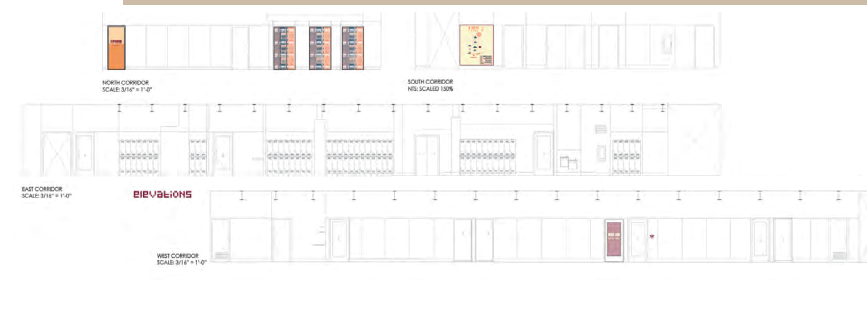 NORTH CORRIDOR
SCALE: 3/16" = 1'-0"
SOUTH CORRIDOR
NTS: SCALED 150%
EAST CORRIDOR
SCALE: 3/16" = 1'-0"
elevations
WEST CORRIDOR
SCALE: 3/16" = 1'-0"